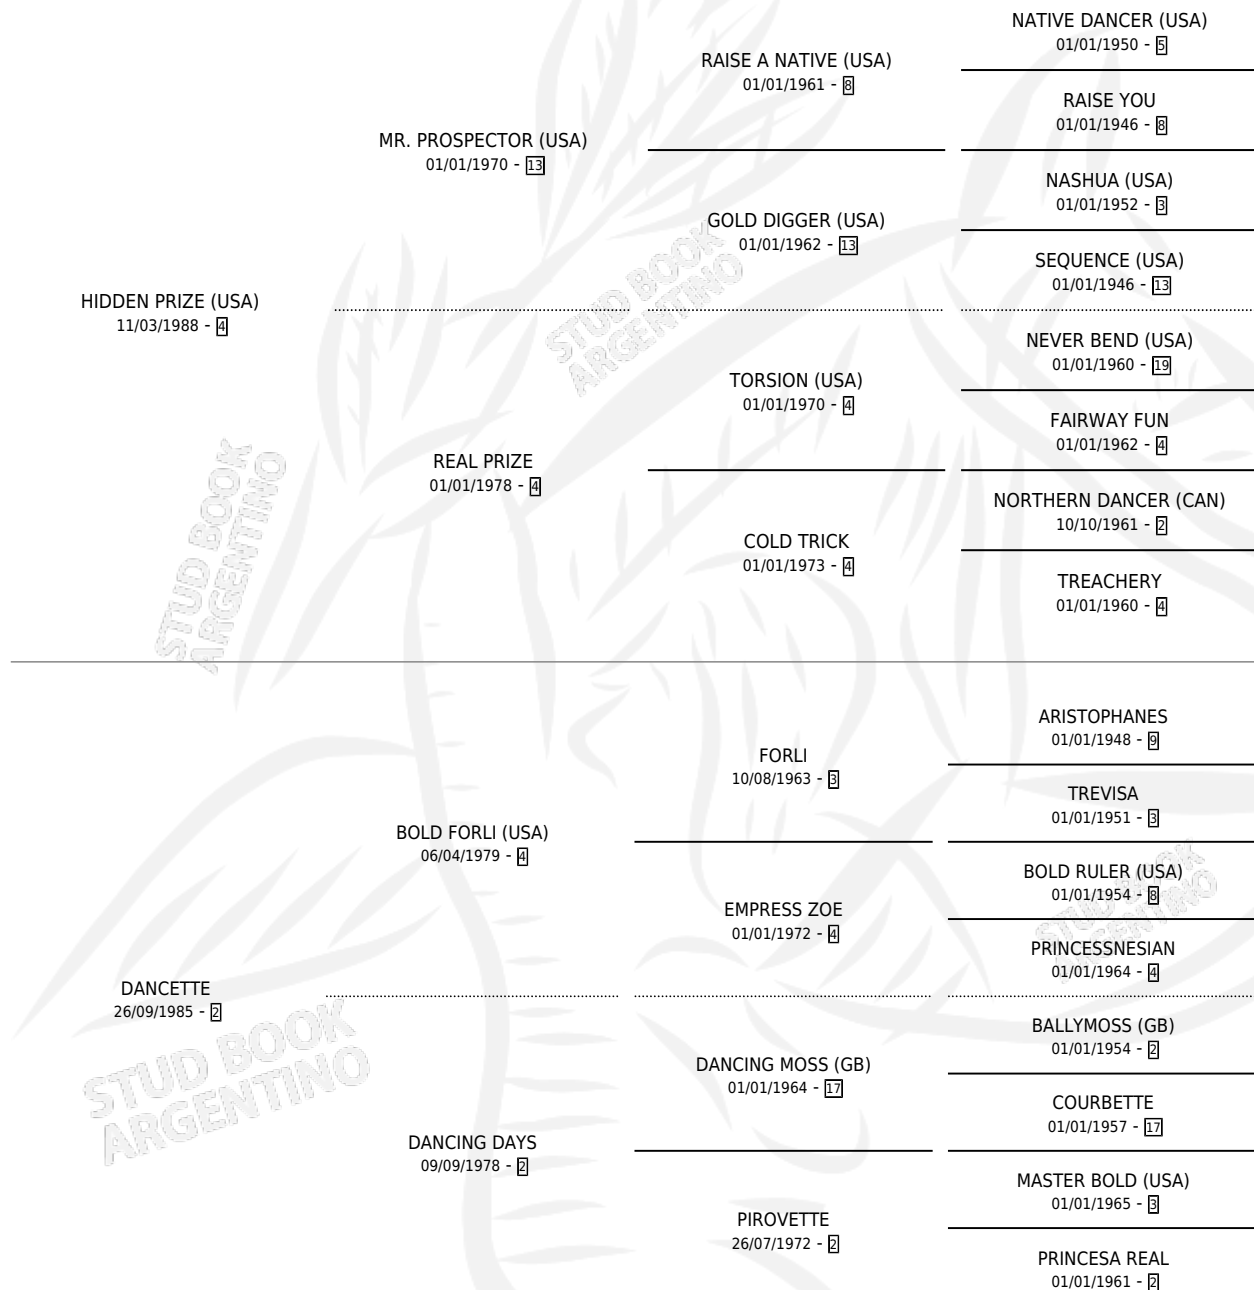 NATIVE DANCER (USA)
01/01/1950 - 5
RAISE A NATIVE (USA)
01/01/1961 - 8
RAISE YOU
01/01/1946 - 8
MR. PROSPECTOR (USA)
01/01/1970 - 13
NASHUA (USA)
01/01/1952 - 3
GOLD DIGGER (USA)
01/01/1962 - 13
SEQUENCE (USA)
01/01/1946 - 13
HIDDEN PRIZE (USA)
11/03/1988 - 4
STUD BOOK
ARGENTINO
NEVER BEND (USA)
01/01/1960 - 19
TORSION (USA)
01/01/1970 - 4
FAIRWAY FUN
01/01/1962 - 4
REAL PRIZE
01/01/1978 - 4
NORTHERN DANCER (CAN)
10/10/1961 - 2
COLD TRICK
01/01/1973 - 4
TREACHERY
01/01/1960 - 4
STUD BOOK
ARGENTINO
ARISTOPHANES
01/01/1948 - 9
FORLI
10/08/1963 - 3
TREVISA
01/01/1951 - 3
BOLD FORLI (USA)
06/04/1979 - 4
BOLD RULER (USA)
01/01/1954 - 8
STUD BOOK
ARGENTINO
EMPRESS ZOE
01/01/1972 - 4
PRINCESSNESIAN
01/01/1964 - 4
DANCETTE
26/09/1985 - 2
BALLYMOSS (GB)
01/01/1954 - 2
STUD BOOK
ARGENTINO
DANCING MOSS (GB)
01/01/1964 - 17
COURBETTE
01/01/1957 - 17
DANCING DAYS
09/09/1978 - 2
MASTER BOLD (USA)
01/01/1965 - 3
PIROVETTE
26/07/1972 - 2
PRINCESA REAL
01/01/1961 - 2